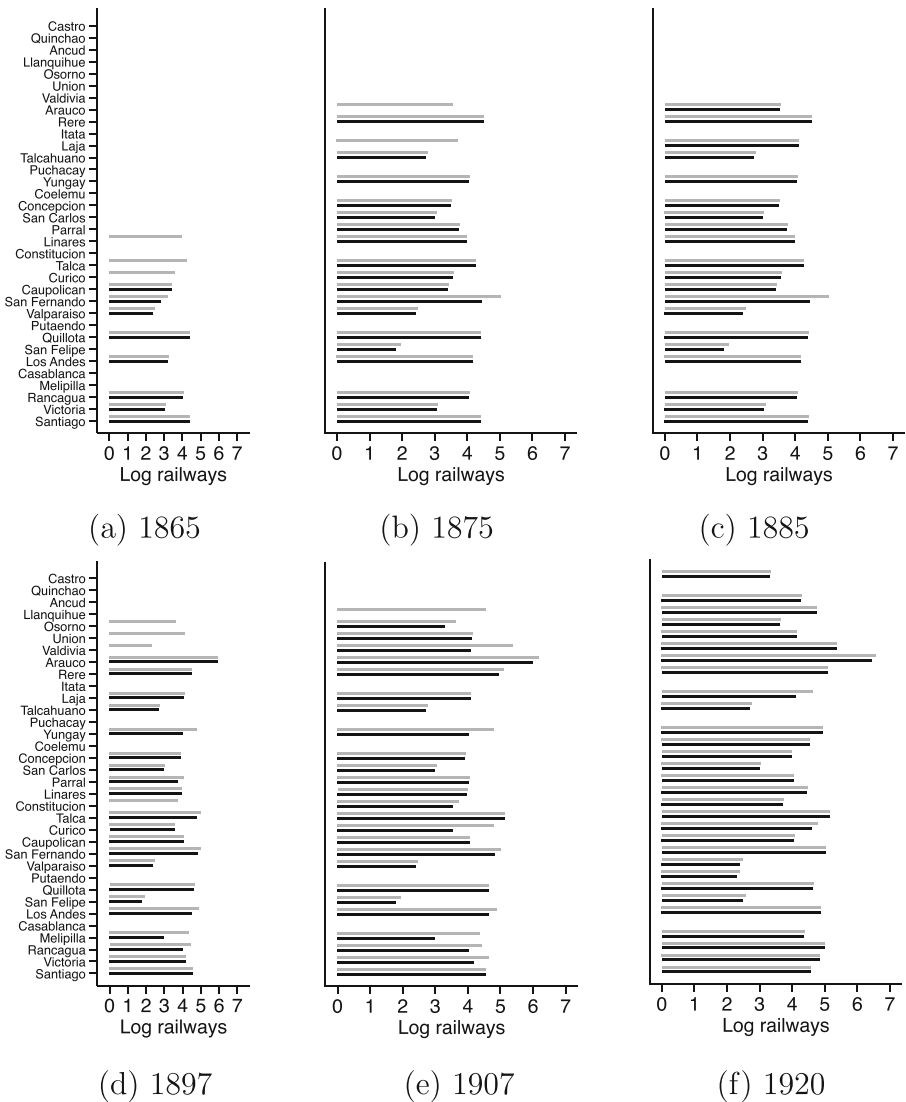 Castro
Quinchao
Ancud
Llanquihue
Osorno
Union
Valdivia
Arauco
Rere
Itata
Laja
Talcahuano
Puchacay
Yungay
Coelemu
Concepcion
San Carlos
Parral
Linares
Constitucion
Talca
Curico
Caupolican
San Fernando
Valparaiso
Putaendo
Quillota
San Felipe
Los Andes
Casablanca
Melipilla
Rancagua
Victoria
Santiago
0 1 2 3 4 5 6 7
Log railways
(a) 1865
0 1 2 3 4 5 6 7
Log railways
(b) 1875
0 1 2 3 4 5 6 7
Log railways
(c) 1885
Castro
Quinchao
Ancud
Llanquihue
Osorno
Union
Valdivia
Arauco
Rere
Itata
Laja
Talcahuano
Puchacay
Yungay
Coelemu
Concepcion
San Carlos
Parral
Linares
Constitucion
Talca
Curico
Caupolican
San Fernando
Valparaiso
Putaendo
Quillota
San Felipe
Los Andes
Casablanca
Melipilla
Rancagua
Victoria
Santiago
0 1 2 3 4 5 6 7
Log railways
(d) 1897
0 1 2 3 4 5 6 7
Log railways
(e) 1907
0 1 2 3 4 5 6 7
Log railways
(f) 1920